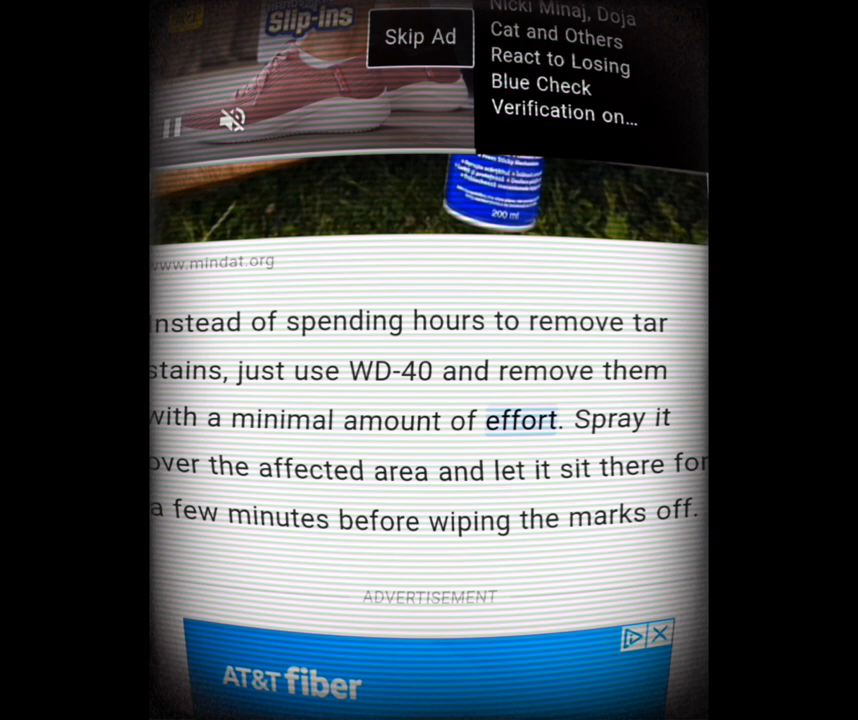 Slip-ins
Skip Ad
Nicki Minaj, Doja
Cat and Others
React to Losing
Blue Check
Verification on…
200 ml
www.mindat.org
Instead of spending hours to remove tar
stains, just use WD-40 and remove them
with a minimal amount of effort. Spray it
over the affected area and let it sit there for
a few minutes before wiping the marks off.
ADVERTISEMENT
AT&T fiber